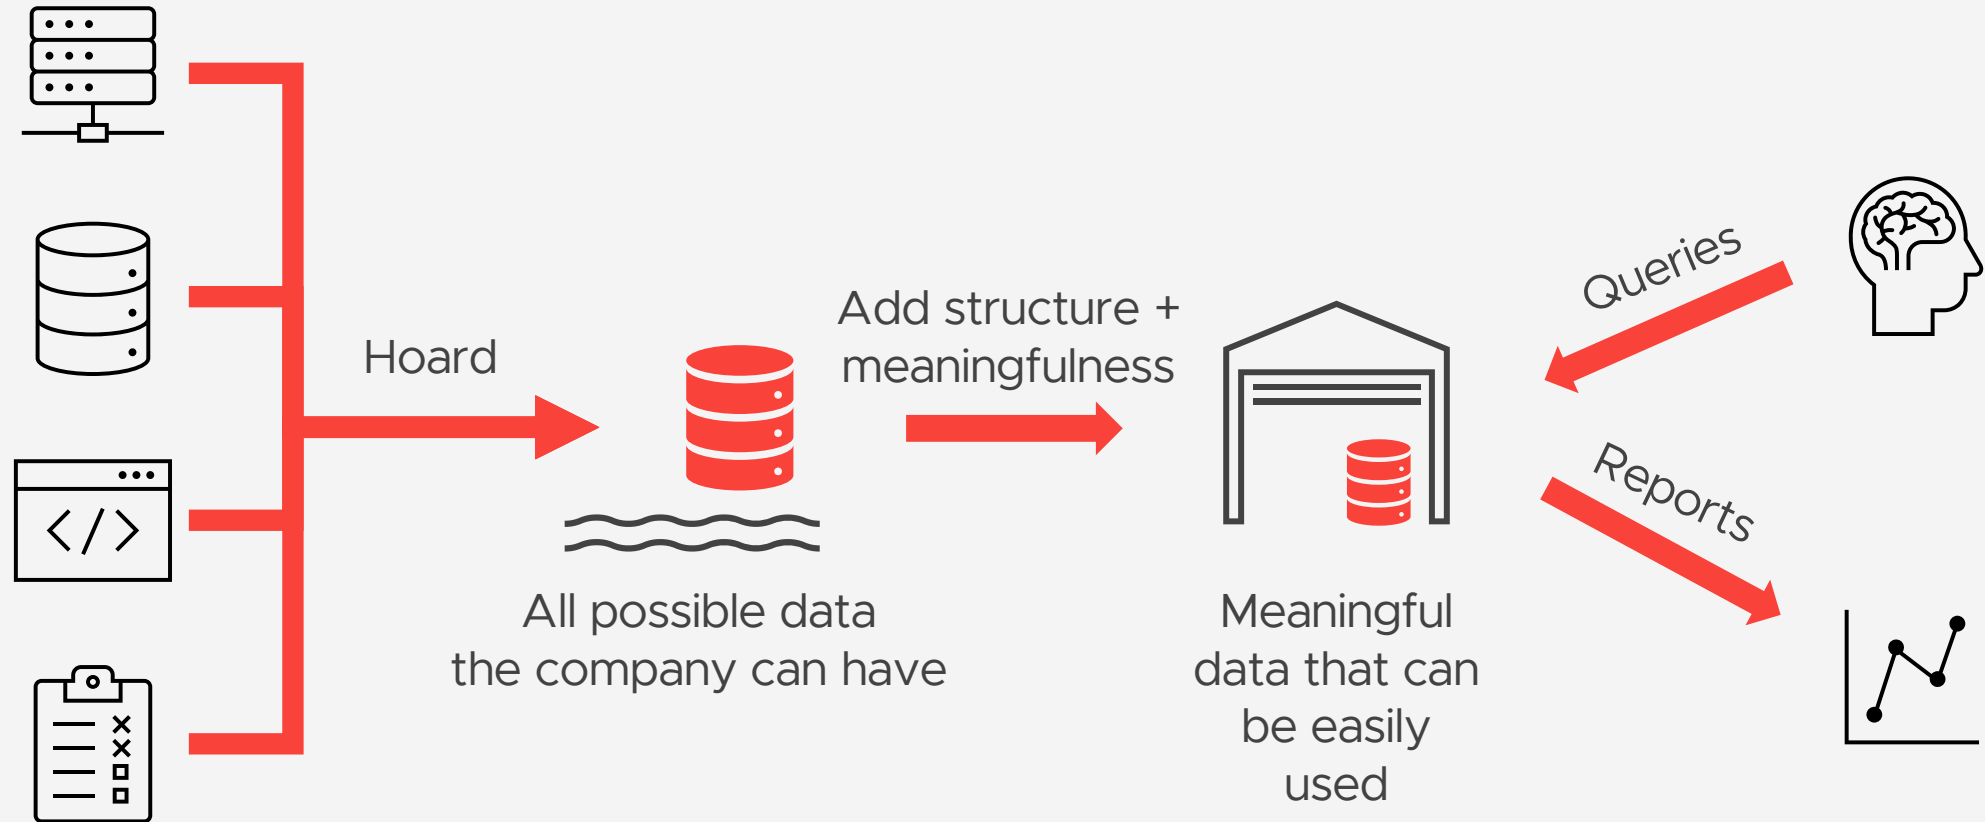 Hoard
All possible data
the company can have
Add structure +
meaningfulness
Meaningful
data that can
be easily
used
Queries
Reports